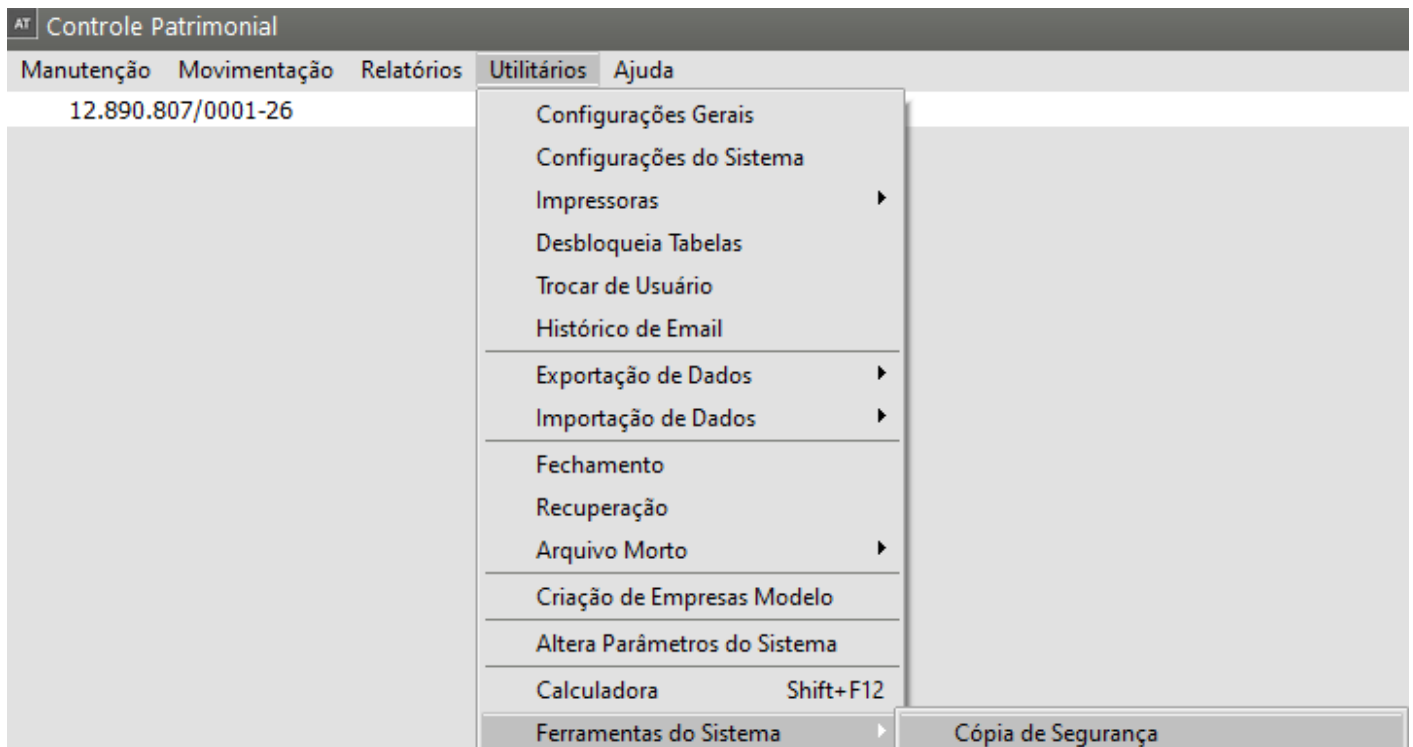 AT Controle Patrimonial
Manutenção Movimentação Relatórios Utilitários Ajuda
12.890.807/0001-26
Configurações Gerais
Configurações do Sistema
Impressoras
Desbloqueia Tabelas
Trocar de Usuário
Histórico de Email
Exportação de Dados
Importação de Dados
Fechamento
Recuperação
Arquivo Morto
Criação de Empresas Modelo
Altera Parâmetros do Sistema
Calculadora Shift+F12
Ferramentas do Sistema Cópia de Segurança